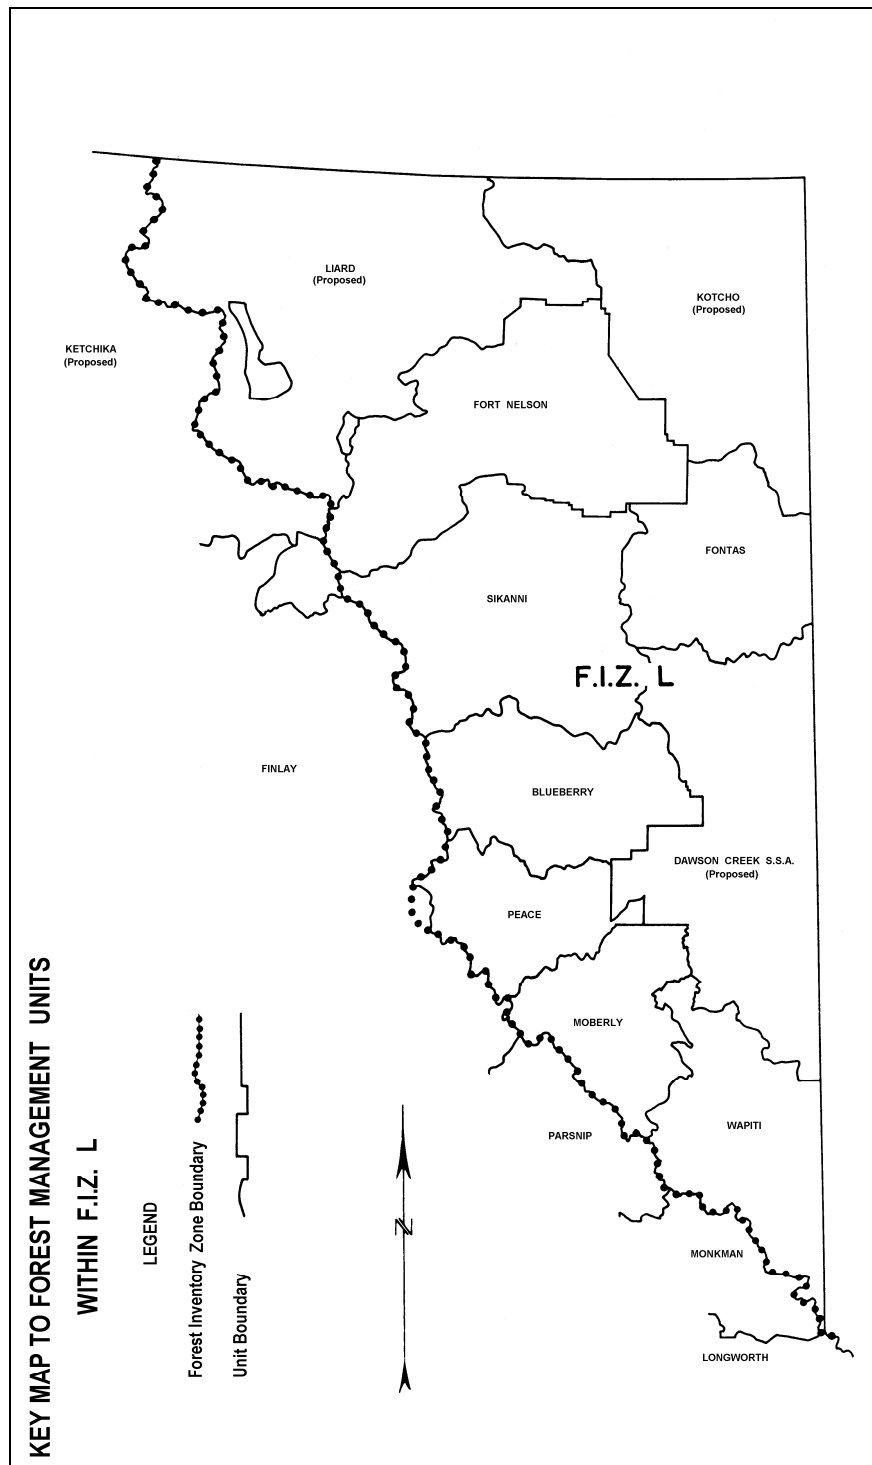 KEY MAP TO FOREST MANAGEMENT UNITS
WITHIN F.I.Z. L
LEGEND
Forest Inventory Zone Boundary
Unit Boundary
N
LIARD
(Proposed)
KOTCHO
(Proposed)
KETCHIKA
(Proposed)
FORT NELSON
FONTAS
SIKANNI
F.I.Z. L
FINLAY
BLUEBERRY
DAWSON CREEK S.S.A.
(Proposed)
PEACE
MOBERLY
PARSNIP
WAPITI
MONKMAN
LONGWORTH